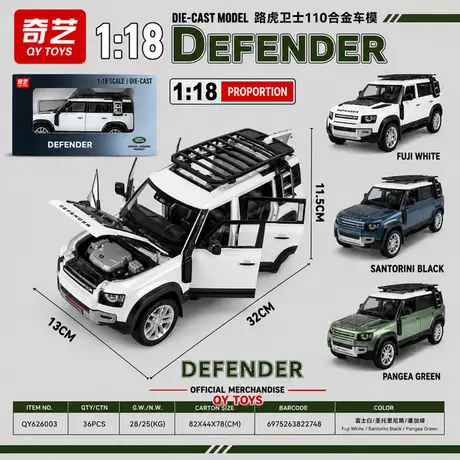 奇艺
QY TOYS
1:18
DIE-CAST MODEL 路虎卫士110合金车模
DEFENDER
奇艺
1:18 SCALE | DIE-CAST
DEFENDER
1:18 PROPORTION
FUJI WHITE
DEFENDER
11.5CM
SANTORINI BLACK
13CM
32CM
PANGEA GREEN
DEFENDER
OFFICIAL MERCHANDISE
QY TOYS
ITEM NO. QTY/CTN G.W./N.W. CARTON SIZE BARCODE COLOR
QY626003 36PCS 28/25(KG) 82X44X78(CM) 6975263822748 富士白/圣托里尼黑/盘加绿
Fuji White / Santorini Black / Pangea Green